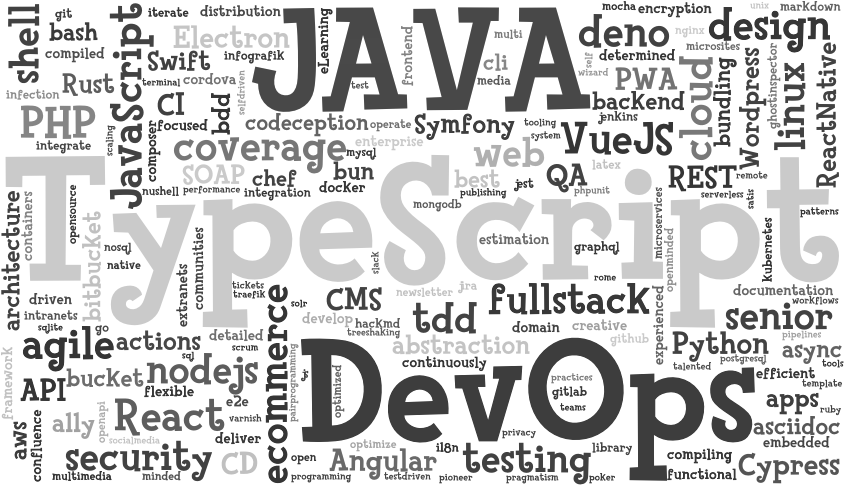 git
iterate
distribution
JAVA
mocha
encryption
unix
markdown
shell
bash
JavaScript
Electron
eLearning
frontend
multi
deno
design
nginx
compiled
Swift
infografik
cli
self
determined
microsites
Rust
terminal
cordova
test
media
wizard
PWA
cloud
bundling
Wordpress
ghostinspector
linux
ReactNative
infection
CI
selfdriven
backend
PHP
scaling
composer
focused
bdd
codeception
operate
Symfony
tooling
jenkins
integrate
coverage
mysql
enterprise
system
VueJS
web
latex
TypeScript
SOAP
chef
bun
best
QA
REST
remote
nushell
performance
integration
docker
publishing
jest
phpunit
serverless
satis
architecture
containers
opensource
bitbucket
mongodb
microservices
openminded
patterns
nosql
native
extranets
communities
slack
estimation
graphql
kubernetes
rome
driven
intranets
sqlite
go
tickets
traefik
ecommerce
solr
CMS
newsletter
jira
fullstack
experienced
documentation
workflows
develop
hackmd
treeshaking
tdd
domain
creative
github
senior
pipelines
agile
actions
sql
detailed
scrum
pairprogramming
DevOps
abstraction
continuously
Python
postgresql
async
tools
framework
API
bucket
nodejs
flexible
optimized
practices
gitlab
teams
talented
efficient
template
React
e2e
varnish
apps
ruby
aws
confluence
ally
openapi
socialmedia
deliver
privacy
asciidoc
embedded
security
CD
open
optimize
Angular
i18n
testing
library
compiling
functional
Cypress
multimedia
minded
programming
testdriven
pioneer
pragmatism
poker